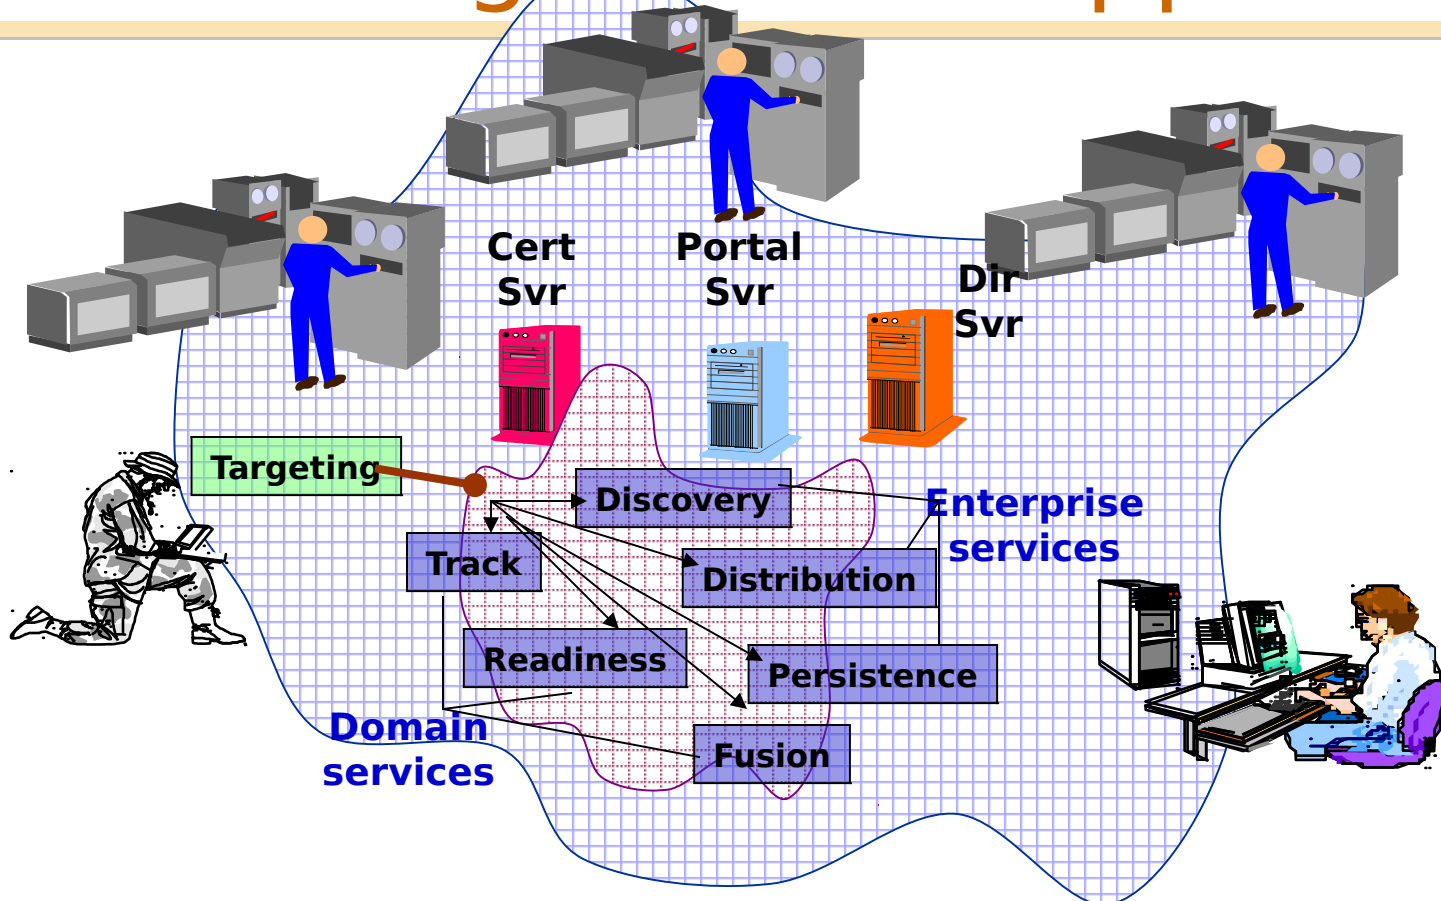 Cert
Svr
Portal
Svr
Dir
Svr
Targeting
Discovery
Enterprise
services
Track
Distribution
Readiness
Persistence
Domain
services
Fusion